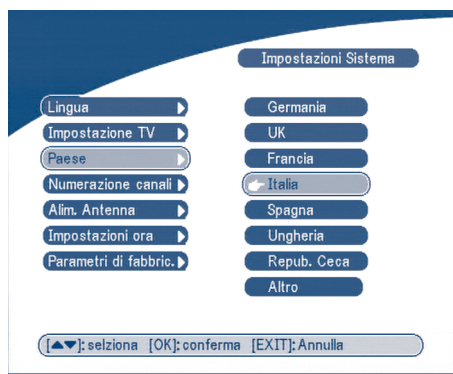 Impostazioni Sistema
Lingua
Impostazione TV
Paese
Numerazione canali
Alim. Antenna
Impostazioni ora
Parametri di fabbric.
Germania
UK
Francia
Italia
Spagna
Ungheria
Repub. Ceca
Altro
[▲▼]: selziona [OK]: conferma [EXIT]: Annulla